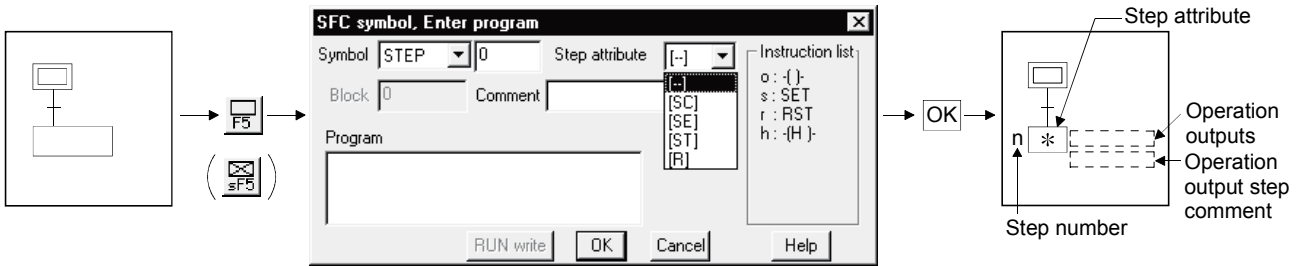 F5
sF5
SFC symbol, Enter program
Symbol STEP 0 Step attribute [--]
[--]
[SC]
[SE]
[ST]
[R]
Block 0 Comment
Program
Instruction list
o : -( )-
s : SET
r : RST
h : -(H )-
RUN write OK Cancel Help
OK
Step attribute
Operation
outputs
Operation
output step
comment
n *
Step number